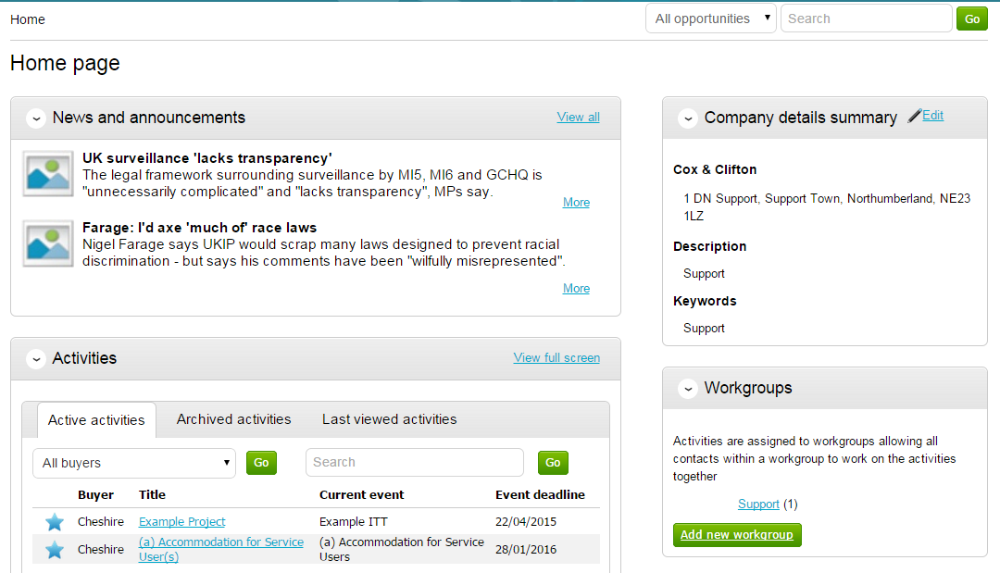 Home
All opportunities
Search
Go
Home page
News and announcements
View all
UK surveillance 'lacks transparency'
The legal framework surrounding surveillance by MI5, MI6 and GCHQ is
"unnecessarily complicated" and "lacks transparency", MPs say.
More
Farage: I'd axe 'much of' race laws
Nigel Farage says UKIP would scrap many laws designed to prevent racial
discrimination - but says his comments have been "wilfully misrepresented".
More
Activities
View full screen
Active activities
Archived activities
Last viewed activities
All buyers
Go
Search
Go
Buyer Title Current event Event deadline
Cheshire Example Project Example ITT 22/04/2015
Cheshire (a) Accommodation for Service (a) Accommodation for Service 28/01/2016
User(s) Users
Company details summary
Edit
Cox & Clifton
1 DN Support, Support Town, Northumberland, NE23
1LZ
Description
Support
Keywords
Support
Workgroups
Activities are assigned to workgroups allowing all
contacts within a workgroup to work on the activities
together
Support (1)
Add new workgroup